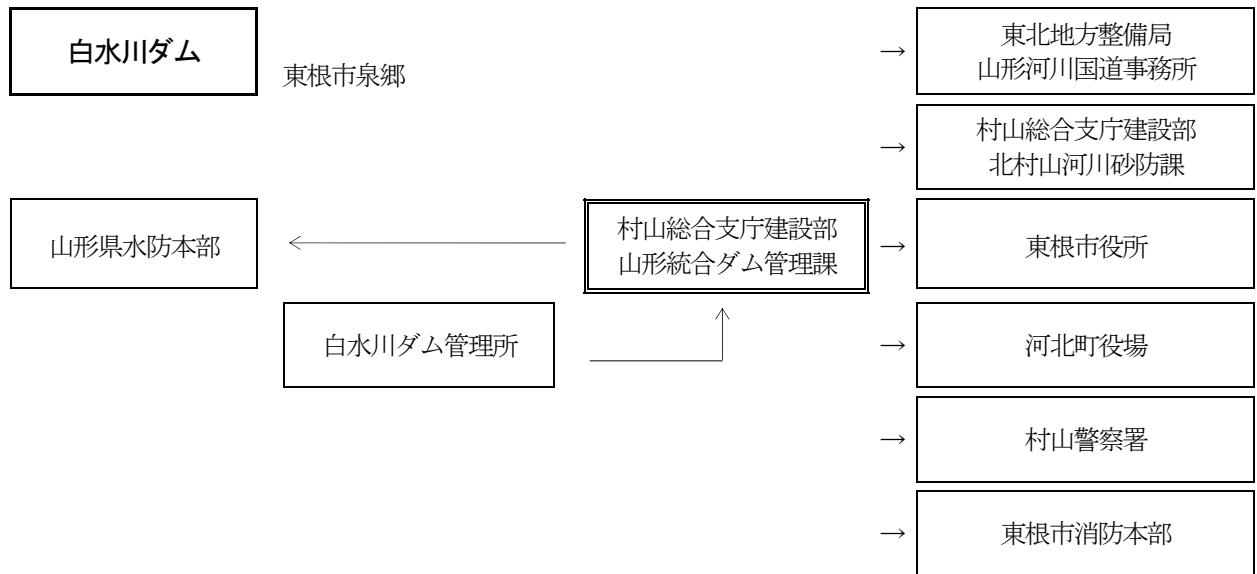 白水川ダム
東根市泉郷
→
東北地方整備局
山形河川国道事務所
→
村山総合支庁建設部
北村山河川砂防課
山形県水防本部
村山総合支庁建設部
山形統合ダム管理課
→
東根市役所
白水川ダム管理所
→
河北町役場
→
村山警察署
→
東根市消防本部